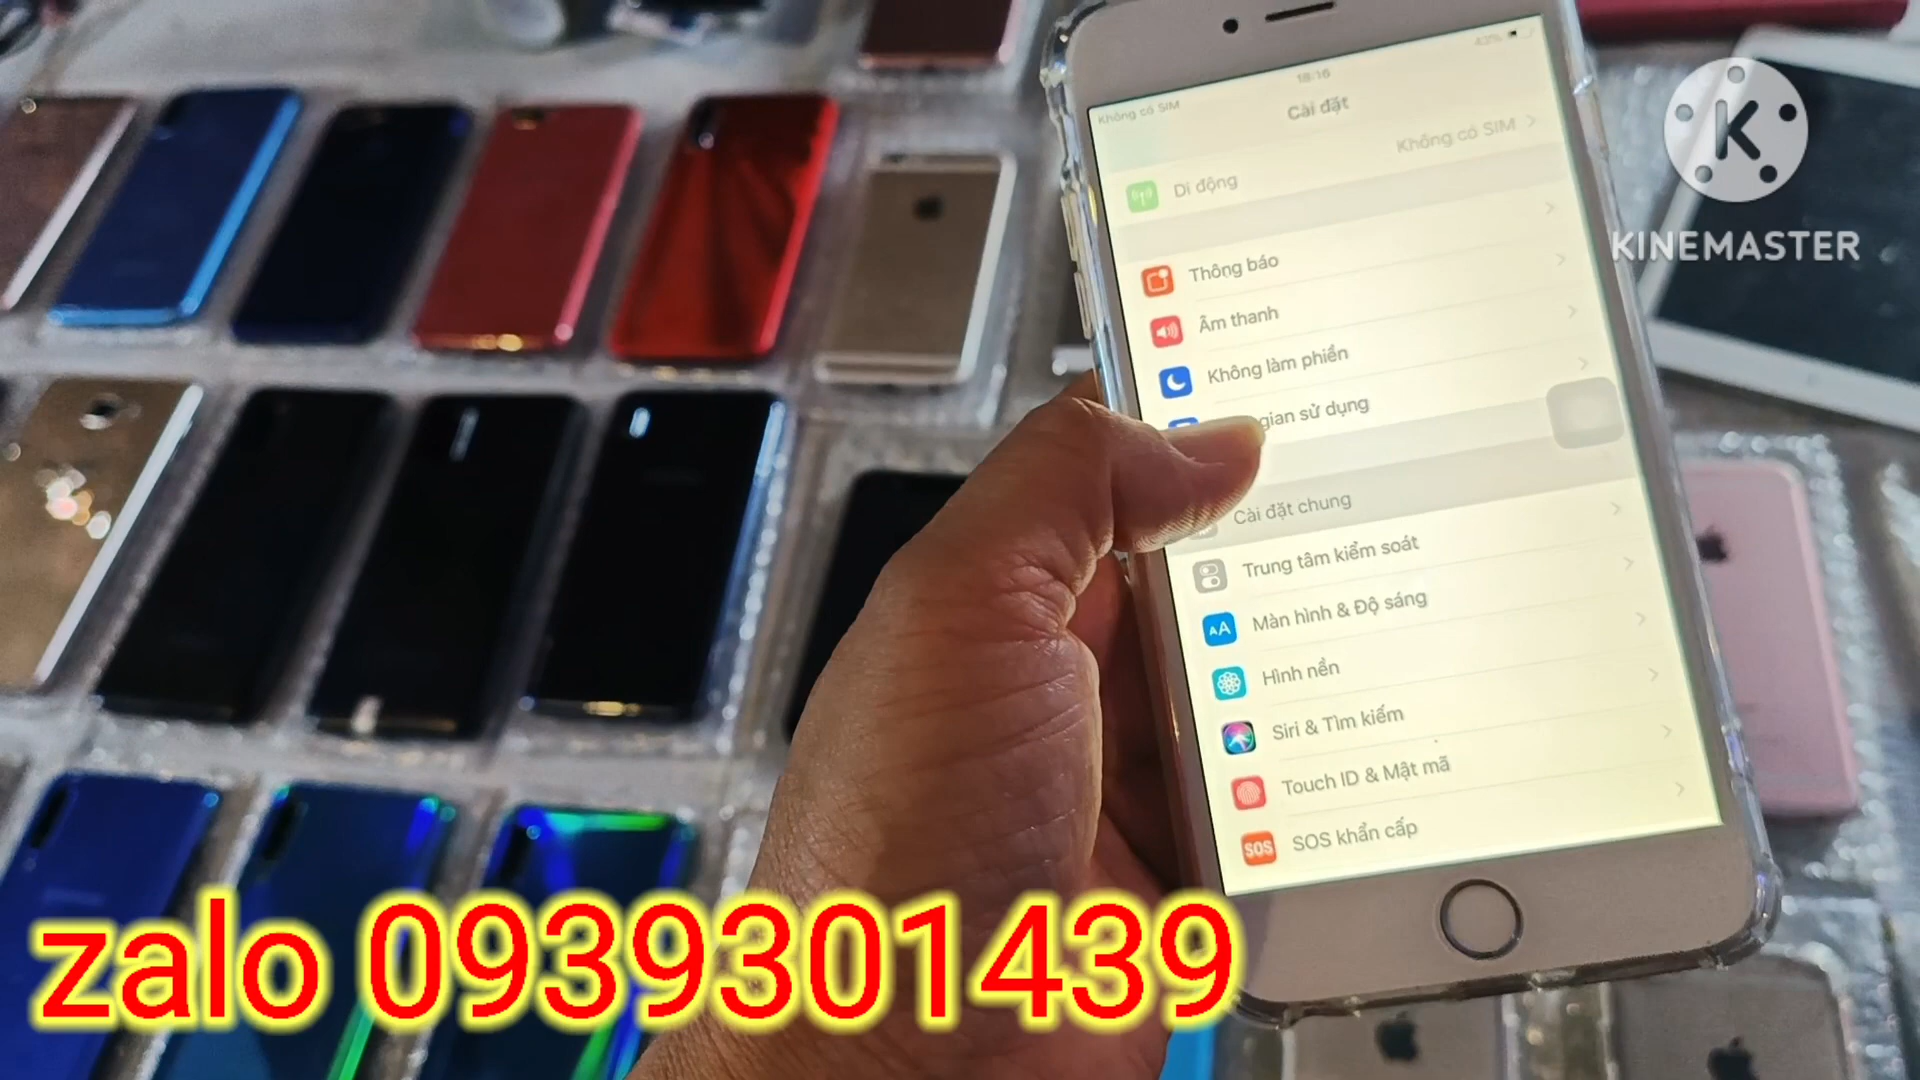 42%
18:16
Không có SIM
Cài đặt
Không có SIM
Di động
Thông báo
Âm thanh
Không làm phiền
gian sử dụng
Cài đặt chung
Trung tâm kiểm soát
AA
Màn hình & Độ sáng
Hình nền
Siri & Tìm kiếm
Touch ID & Mật mã
SOS
SOS khẩn cấp
K
KINEMASTER
zalo 0939301439